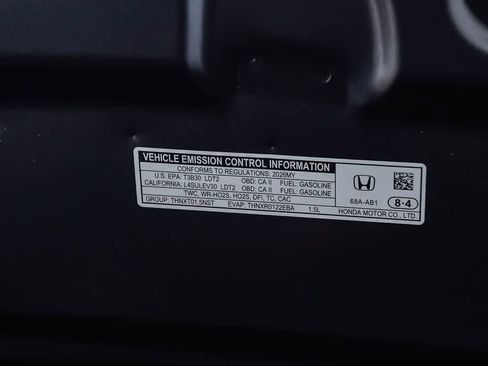 VEHICLE EMISSION CONTROL INFORMATION
CONFORMS TO REGULATIONS: 2026MY
U.S. EPA: T3B30 LDT2 OBD: CA II FUEL: GASOLINE
CALIFORNIA: L4SULEV30 LDT2 OBD: CA II FUEL: GASOLINE
TWC, WR-HO2S, HO2S, DFI, TC, CAC
GROUP: THNXT01.5NST EVAP: THNXR0122EBA 1.5L
68A-AB1 8-4
HONDA MOTOR CO., LTD.